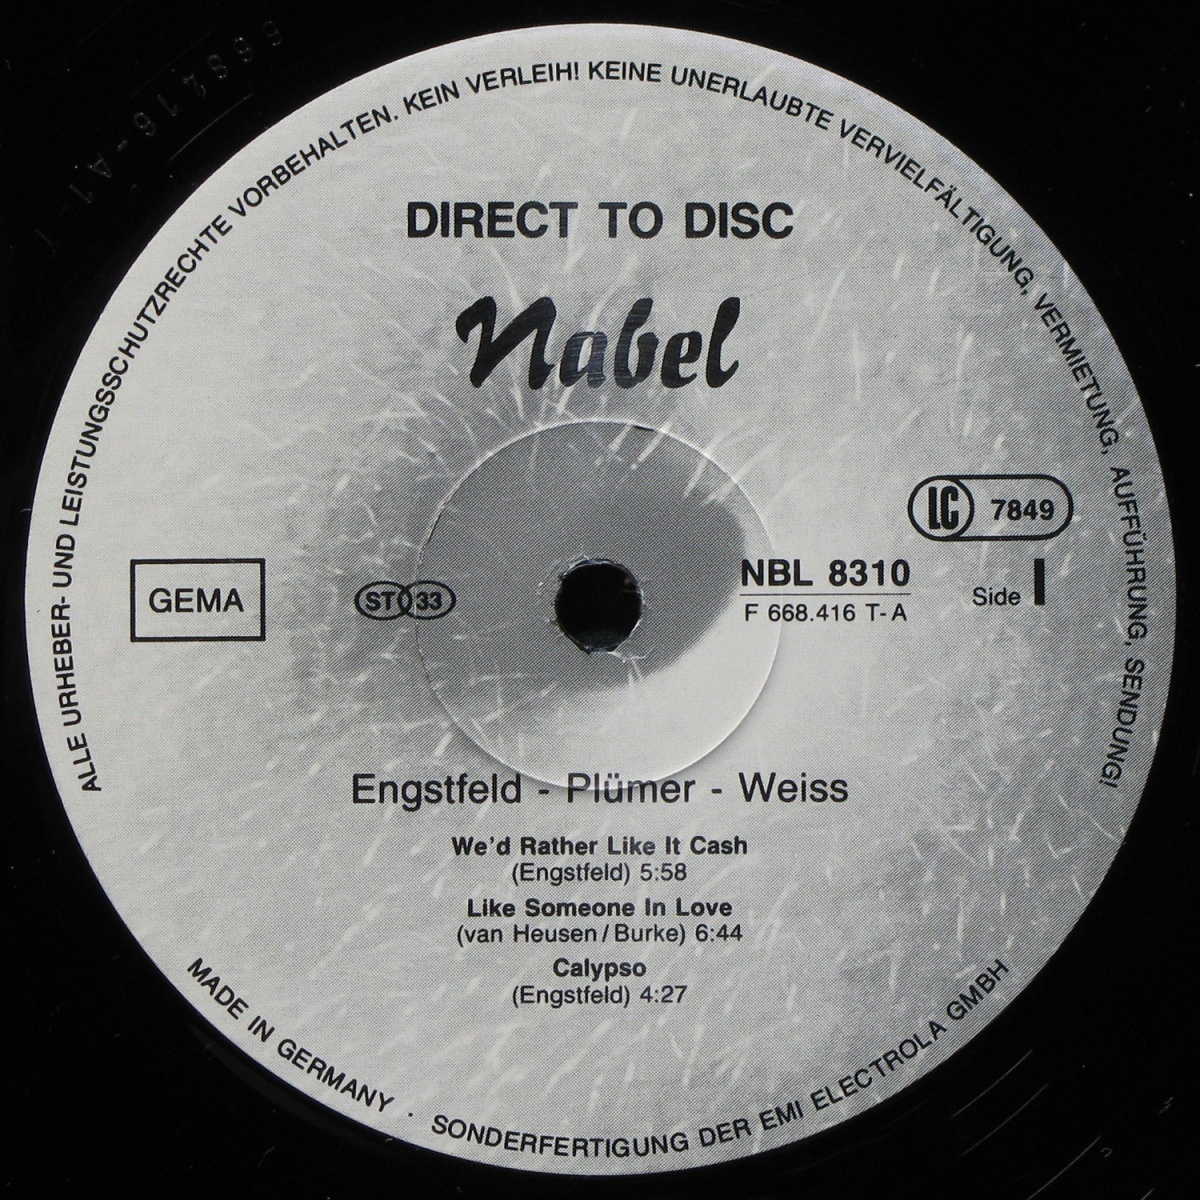 668416-A1
ALLE URHEBER- UND LEISTUNGSSCHUTZRECHTE VORBEHALTEN. KEIN VERLEIH! KEINE UNERLAUBTE VERVIELFÄLTIGUNG, VERMIETUNG, AUFFÜHRUNG, SENDUNG!
DIRECT TO DISC
Nabel
LC 7849
GEMA
ST 33
NBL 8310
F 668.416 T-A
Side I
Engstfeld - Plümer - Weiss
We'd Rather Like It Cash
(Engstfeld) 5:58
Like Someone In Love
(van Heusen/Burke) 6:44
Calypso
(Engstfeld) 4:27
MADE IN GERMANY · SONDERFERTIGUNG DER EMI ELECTROLA GMBH